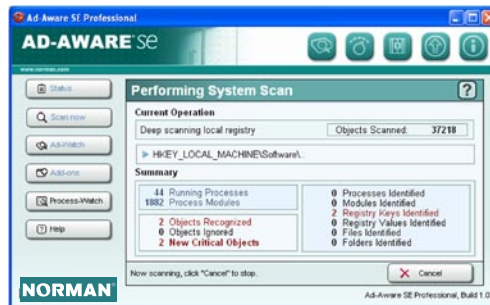 Ad-Aware SE Professional
AD-AWARE SE
www.norman.com
Status
Scan now
Ad-Watch
Add-ons
Process-Watch
Help
Performing System Scan
?
Current Operation
Deep scanning local registry
Objects Scanned: 37218
HKEY_LOCAL_MACHINE\Software\..
Summary
44 Running Processes
1882 Process Modules
2 Objects Recognized
0 Objects Ignored
2 New Critical Objects
0 Processes Identified
0 Modules Identified
2 Registry Keys Identified
0 Registry Values Identified
0 Files Identified
0 Folders Identified
Now scanning, click "Cancel" to stop.
Cancel
NORMAN
Ad-Aware SE Professional, Build 1.0